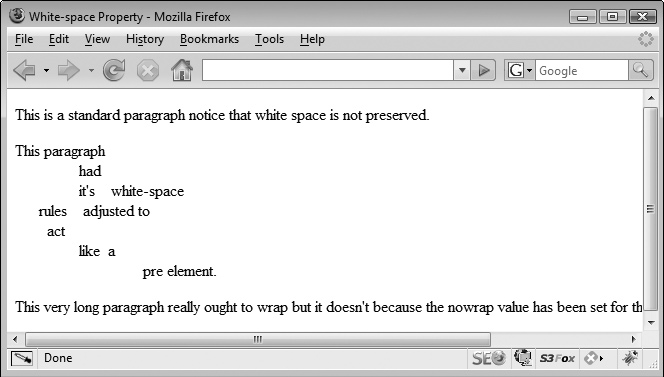 White-space Property - Mozilla Firefox
File Edit View History Bookmarks Tools Help
G Google
This is a standard paragraph notice that white space is not preserved.
This paragraph
had
it's white-space
rules adjusted to
act
like a
pre element.
This very long paragraph really ought to wrap but it doesn't because the nowrap value has been set for th
Done SEO S3Fox